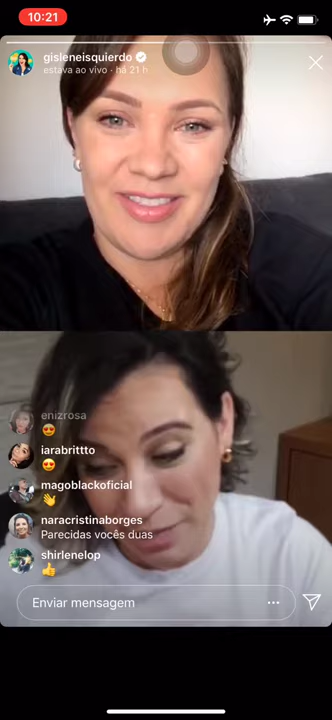 10:21
gisleneisquierdo
estava ao vivo · há 21 h
enizrosa
😍
iarabrittto
😍
magoblackoficial
👋
naracristinaborges
Parecidas vocês duas
shirlenelop
👍
Enviar mensagem